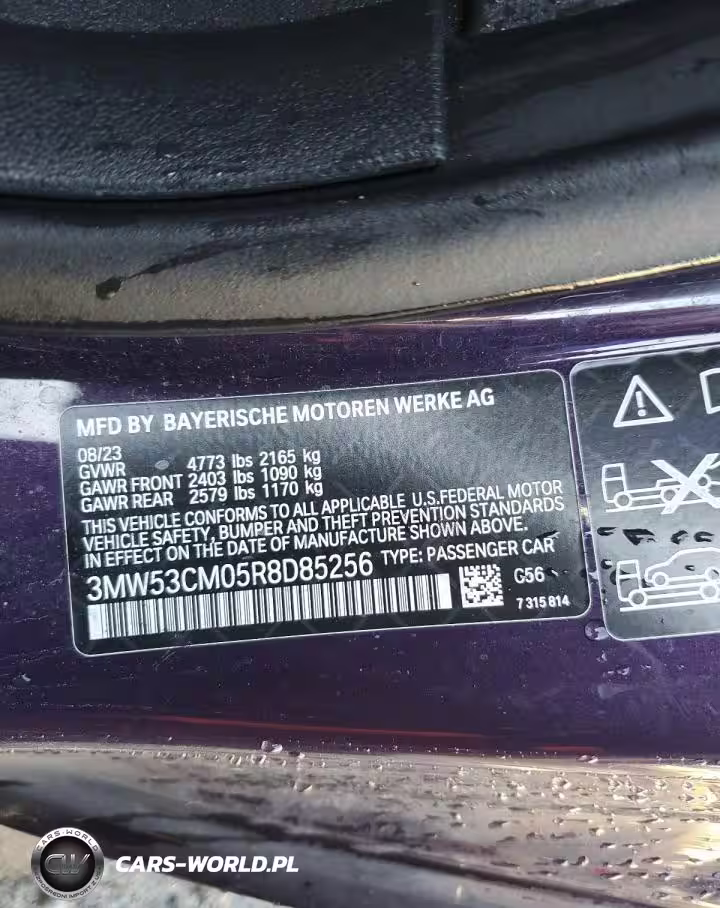 MFD BY BAYERISCHE MOTOREN WERKE AG
08/23
GVWR 4773 lbs 2165 kg
GAWR FRONT 2403 lbs 1090 kg
GAWR REAR 2579 lbs 1170 kg
THIS VEHICLE CONFORMS TO ALL APPLICABLE U.S.FEDERAL MOTOR
VEHICLE SAFETY, BUMPER AND THEFT PREVENTION STANDARDS
IN EFFECT ON THE DATE OF MANUFACTURE SHOWN ABOVE.
3MW53CM05R8D85256 TYPE: PASSENGER CAR
G56
7 315 814
CARS-WORLD
CW
CARS-WORLD.PL